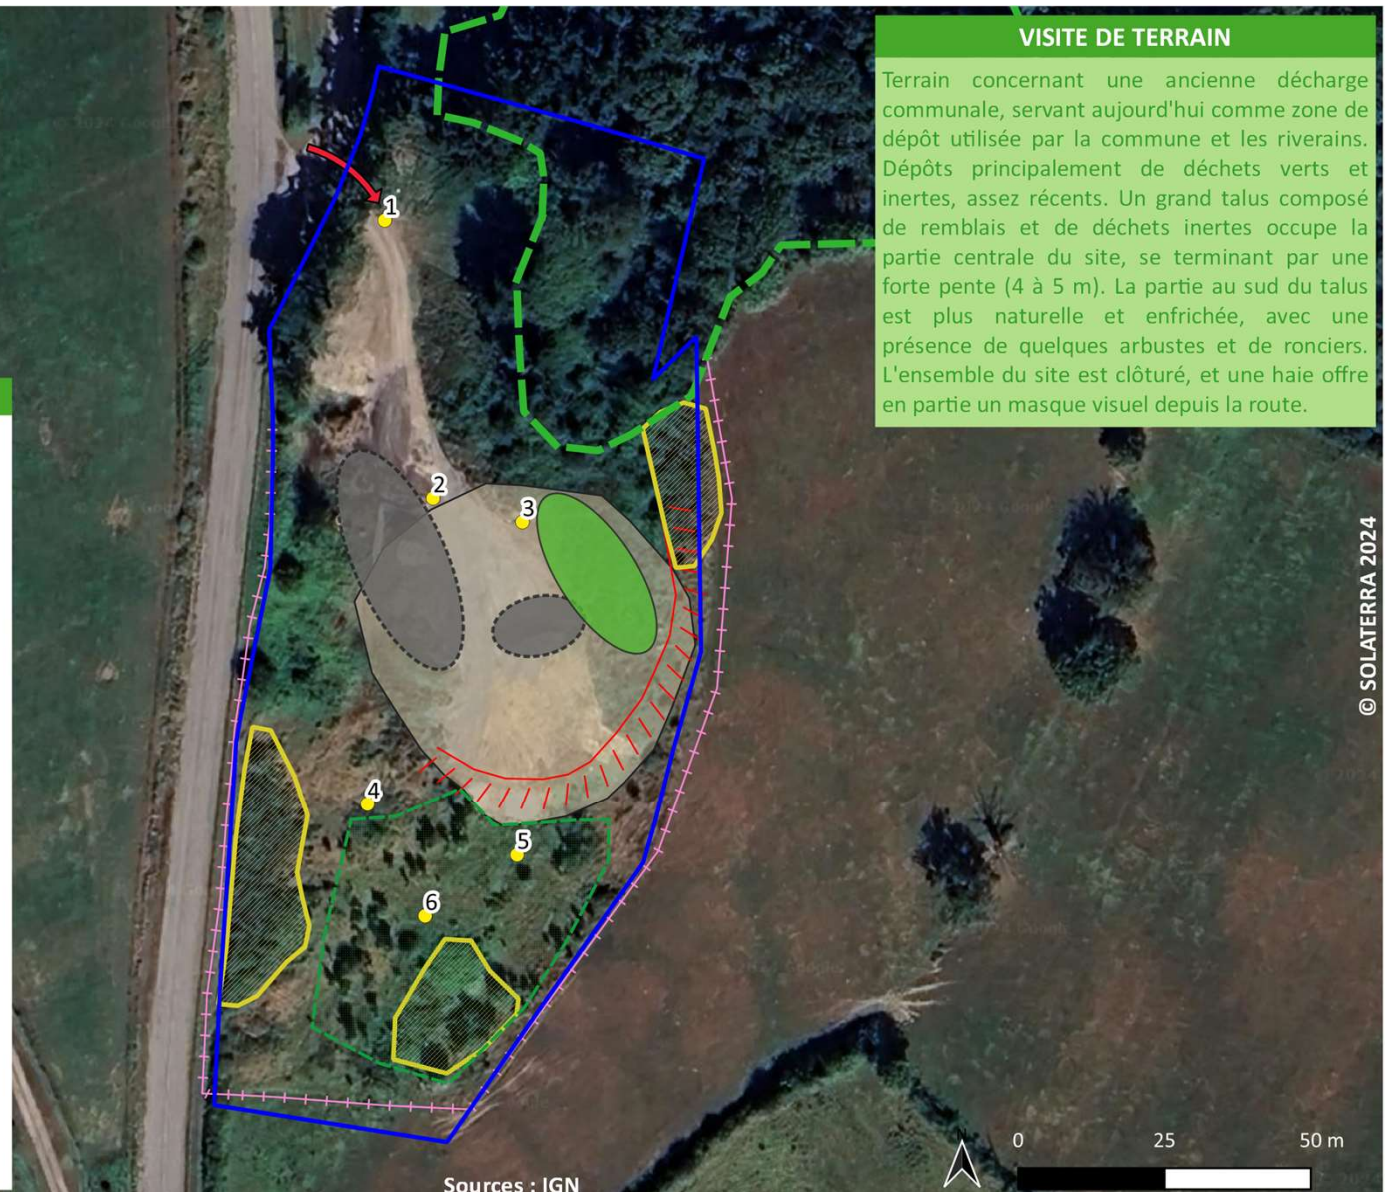 VISITE DE TERRAIN
Terrain concernant une ancienne décharge
communale, servant aujourd'hui comme zone de
dépôt utilisée par la commune et les riverains.
Dépôts principalement de déchets verts et
inertes, assez récents. Un grand talus composé
de remblais et de déchets inertes occupe la
partie centrale du site, se terminant par une
forte pente (4 à 5 m). La partie au sud du talus
est plus naturelle et enfrichée, avec une
présence de quelques arbustes et de ronciers.
L'ensemble du site est clôturé, et une haie offre
en partie un masque visuel depuis la route.
1
2
3
4
5
6
© SOLATERRA 2024
0 25 50 m
Sources : IGN